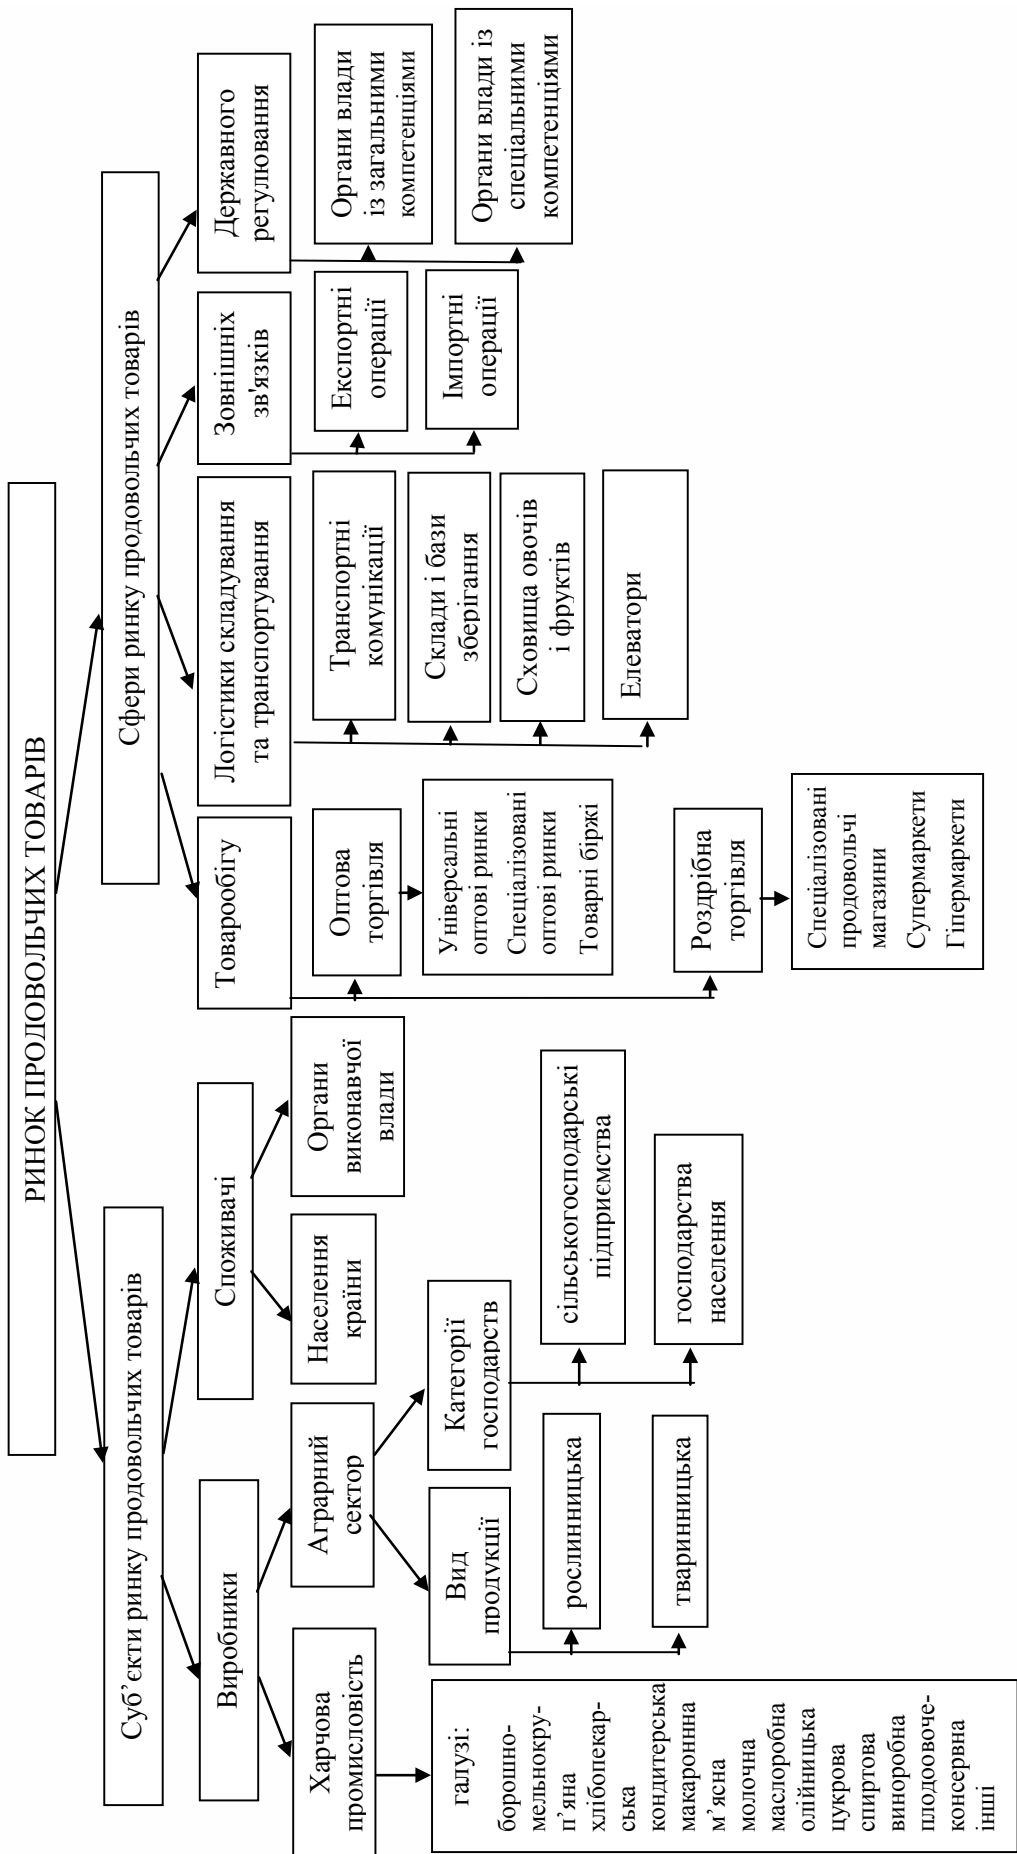 РИНОК ПРОДОВОЛЬЧИХ ТОВАРІВ
Суб’єкти ринку продовольчих товарів
Сфери ринку продовольчих товарів
Виробники
Споживачі
Товарообігу
Логістики складування
та транспортування
Зовнішніх
зв'язків
Державного
регулювання
Харчова
промисловість
Аграрний
сектор
Населення
країни
Органи
виконавчої
влади
галузі:
борошно-
мельнокру-
п’яна
хлібопекар-
ська
кондитерська
макаронна
м’ясна
молочна
маслоробна
олійницька
цукрова
спиртова
виноробна
плодоовоче-
консервна
інші
Вид
продукції
рослинницька
тваринницька
Категорії
господарств
сільськогосподарські
підприємства
господарства
населення
Оптова
торгівля
Універсальні
оптові ринки
Спеціалізовані
оптові ринки
Товарні біржі
Роздрібна
торгівля
Спеціалізовані
продовольчі
магазини
Супермаркети
Гіпермаркети
Транспортні
комунікації
Склади і бази
зберігання
Сховища овочів
і фруктів
Елеватори
Експортні
операції
Імпортні
операції
Органи влади
із загальними
компетенціями
Органи влади із
спеціальними
компетенціями